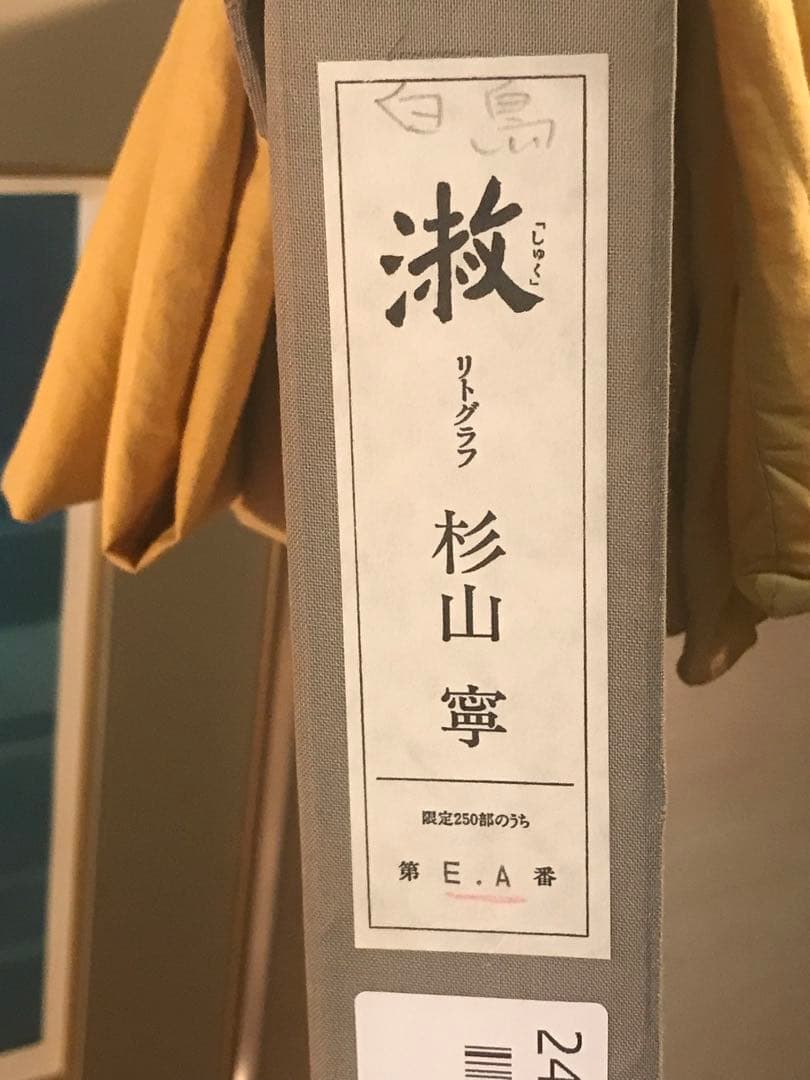 白鳥
淑
「しゅく」
リトグラフ
杉山 寧
限定250部のうち
第 E.A 番
24